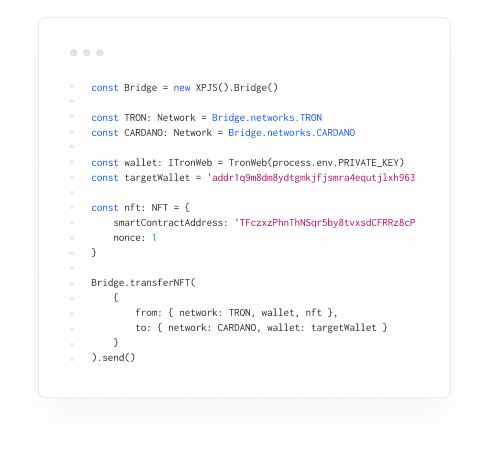 const Bridge = new XPJS().Bridge()
const TRON: Network = Bridge.networks.TRON
const CARDANO: Network = Bridge.networks.CARDANO
const wallet: ITronWeb = TronWeb(process.env.PRIVATE_KEY)
const targetWallet = 'addr1q9m8dm8ydtgmkjfjsmra4equtjlxh963
const nft: NFT = {
smartContractAddress: 'TFczxzPhnThNSqr5by8tvxsdCFRRz8cP
nonce: 1
}
Bridge.transferNFT(
{
from: { network: TRON, wallet, nft },
to: { network: CARDANO, wallet: targetWallet }
}
).send()